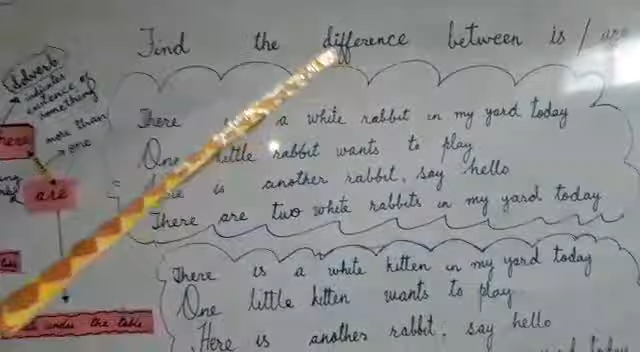 Find the difference between is /
Adverb
indicates
existence of
something
more than
one
are
There a white rabbit in my yard today
One little rabbit wants to play
is another rabbit, say hello
There are two white rabbits in my yard today
There is a white kitten in my yard today
One little kitten wants to play
Here is another rabbit, say hello
under the table